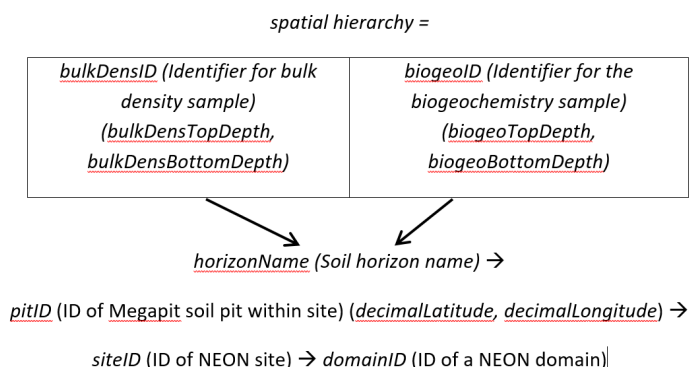 spatial hierarchy =
bulkDensID (Identifier for bulk density sample)
(bulkDensTopDepth, bulkDensBottomDepth)
biogeoID (Identifier for the biogeochemistry sample)
(biogeoTopDepth, biogeoBottomDepth)
horizonName (Soil horizon name) →
pitID (ID of Megapit soil pit within site) (decimalLatitude, decimalLongitude) →
siteID (ID of NEON site) → domainID (ID of a NEON domain)